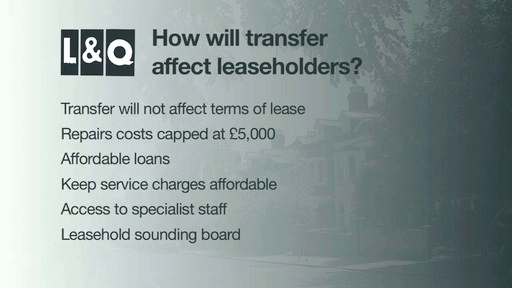 L&Q
How will transfer
affect leaseholders?
Transfer will not affect terms of lease
Repairs costs capped at £5,000
Affordable loans
Keep service charges affordable
Access to specialist staff
Leasehold sounding board